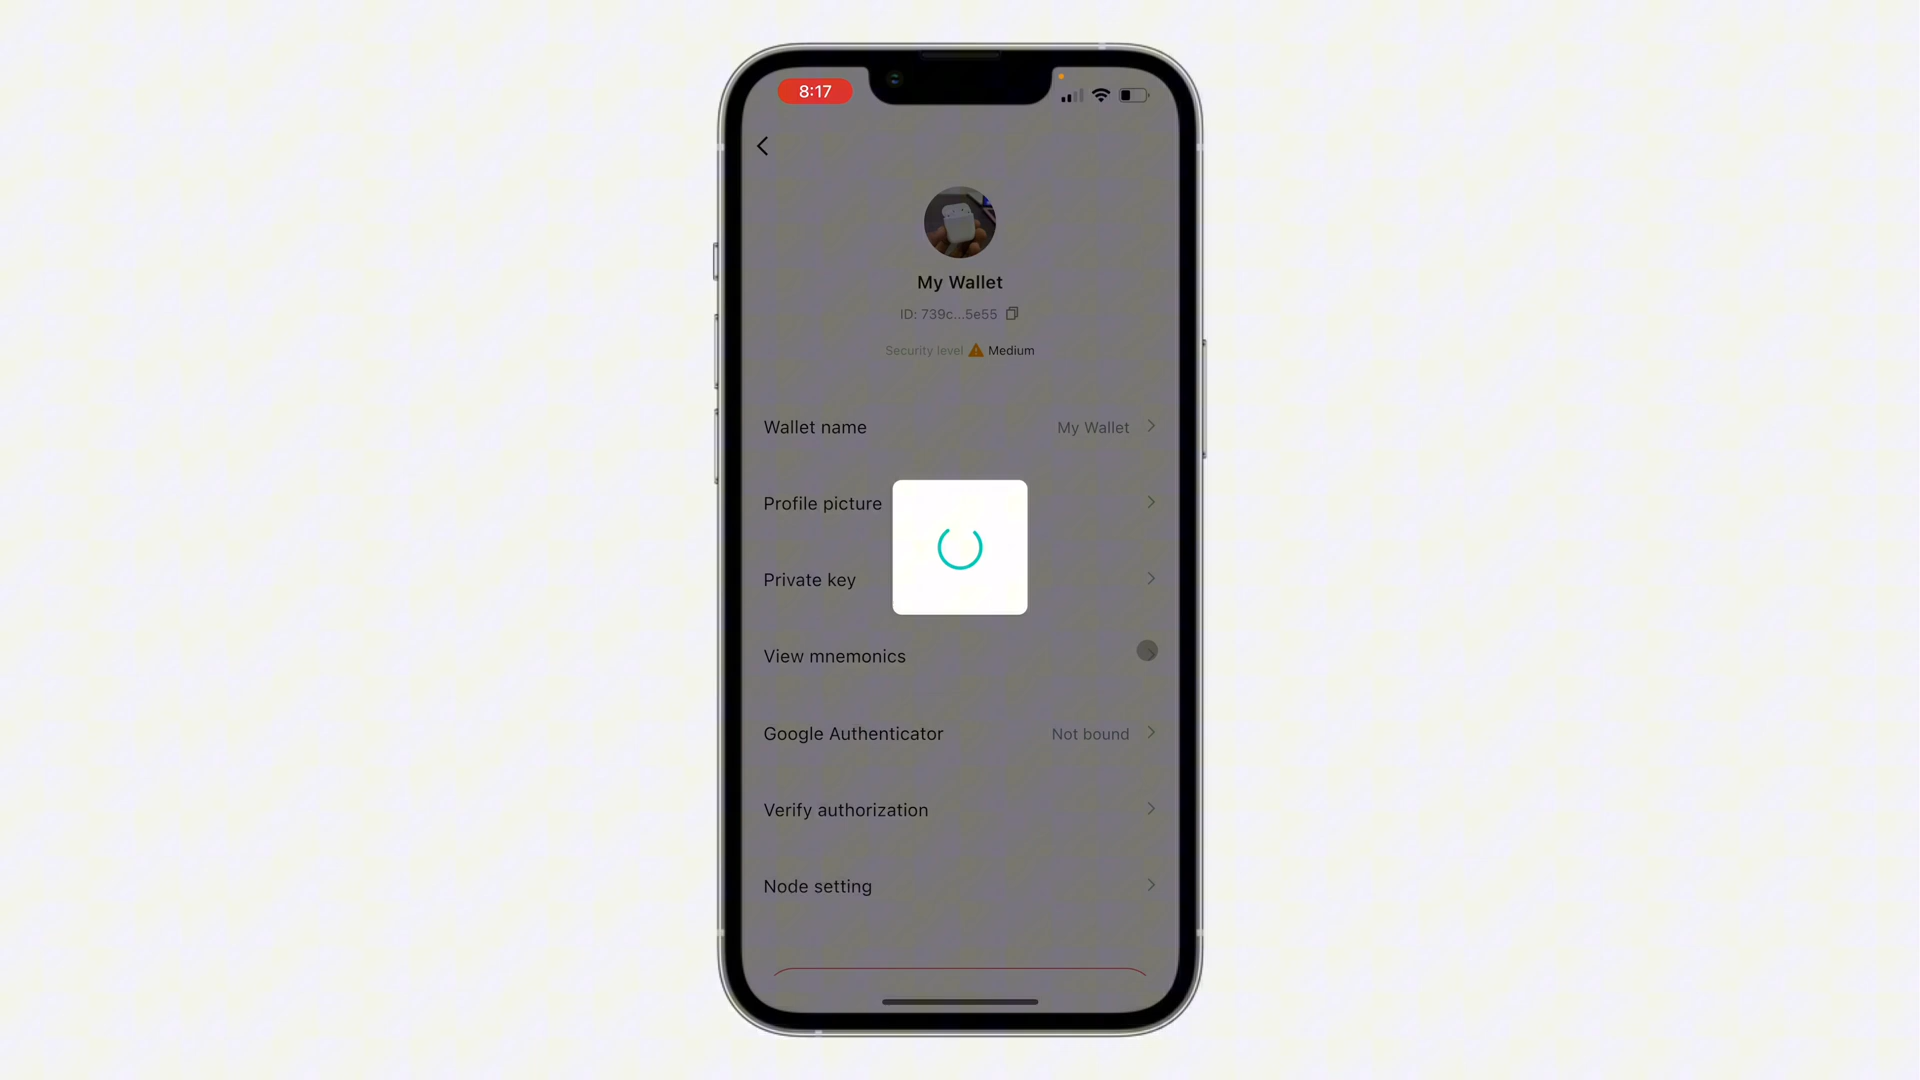 8:17
My Wallet
ID: 739c...5e55
Security level Medium
Wallet name My Wallet
Profile picture
Private key
View mnemonics
Google Authenticator Not bound
Verify authorization
Node setting